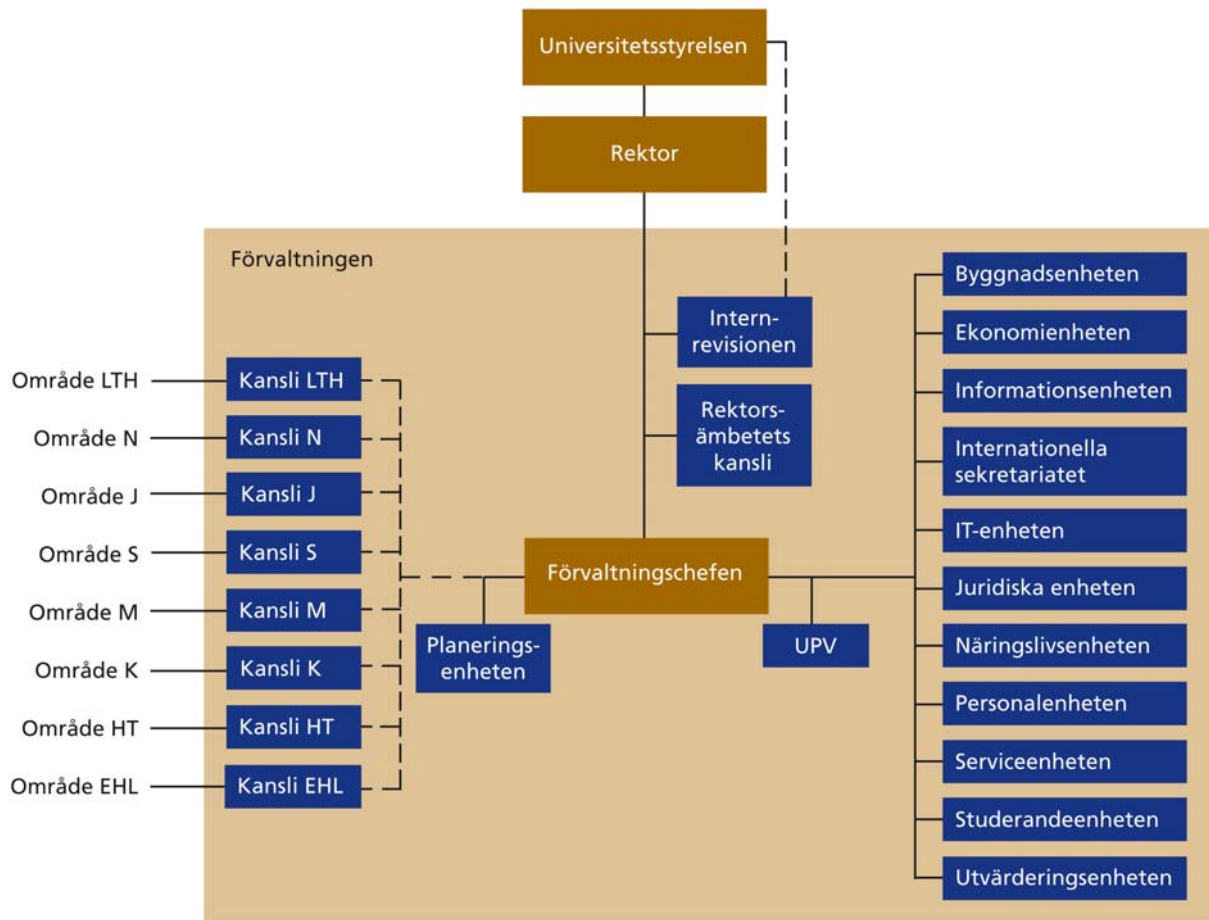 Universitetsstyrelsen
Rektor
Förvaltningen
Intern-
revisionen
Rektors-
ämbetets
kansli
Område LTH
Kansli LTH
Område N
Kansli N
Område J
Kansli J
Område S
Kansli S
Område M
Kansli M
Område K
Kansli K
Område HT
Kansli HT
Område EHL
Kansli EHL
Förvaltningschefen
Planerings-
enheten
UPV
Byggnadsenheten
Ekonomienheten
Informationsenheten
Internationella
sekretariatet
IT-enheten
Juridiska enheten
Näringslivsenheten
Personalenheten
Serviceenheten
Studerandeenheten
Utvärderingsenheten